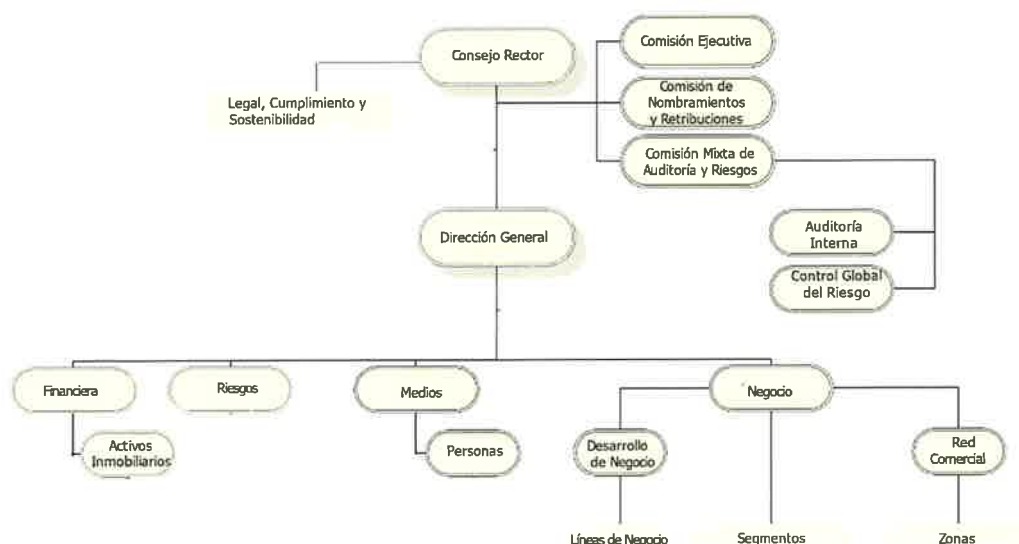 Consejo Rector
Comisión Ejecutiva
Legal, Cumplimiento y
Sostenibilidad
Comisión de
Nombramientos
y Retribuciones
Comisión Mixta de
Auditoría y Riesgos
Dirección General
Auditoría
Interna
Control Global
del Riesgo
Financiera
Riesgos
Medios
Negocio
Activos
Inmobiliarios
Personas
Desarrollo
de Negocio
Red
Comercial
Líneas de Negocio
Segmentos
Zonas